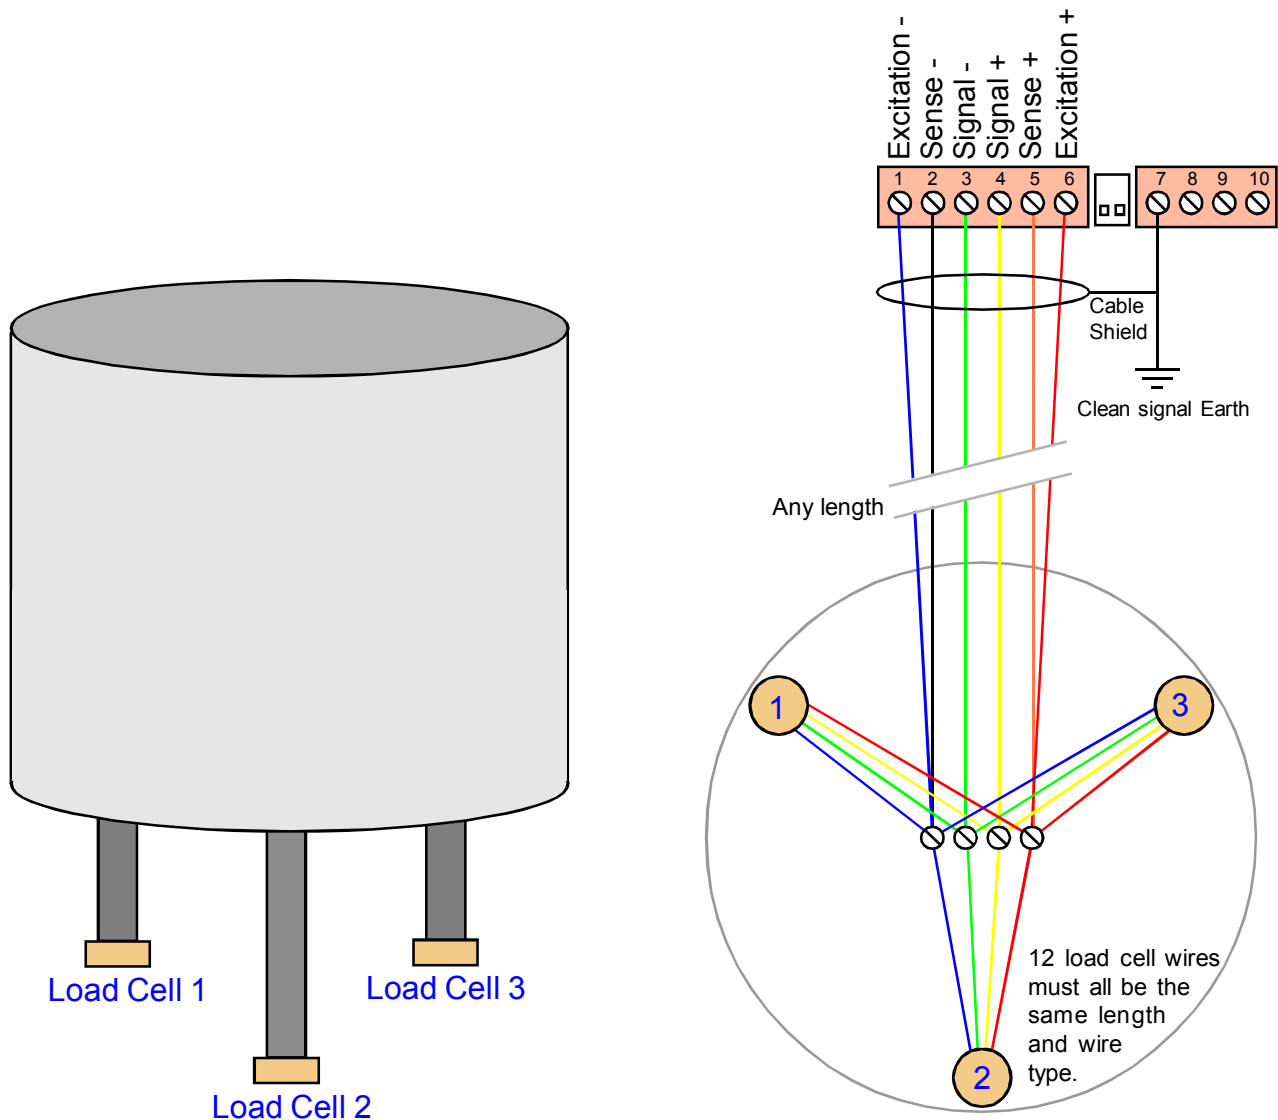 Excitation -
Sense -
Signal -
Signal +
Sense +
Excitation +
1 2 3 4 5 6 7 8 9 10
Cable
Shield
Clean signal Earth
Any length
1
3
2
12 load cell wires
must all be the
same length
and wire
type.
Load Cell 1
Load Cell 3
Load Cell 2